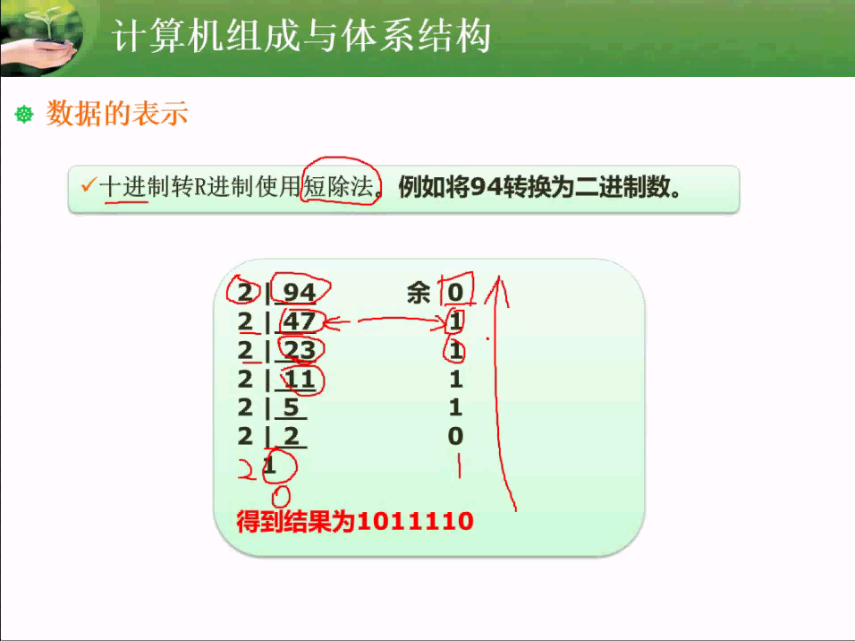 计算机组成与体系结构
数据的表示
✓十进制转R进制使用短除法。例如将94转换为二进制数。
2 | 94 余 0
2 | 47 1
2 | 23 1
2 | 11 1
2 | 5 1
2 | 2 0
2 1 1
0
得到结果为1011110